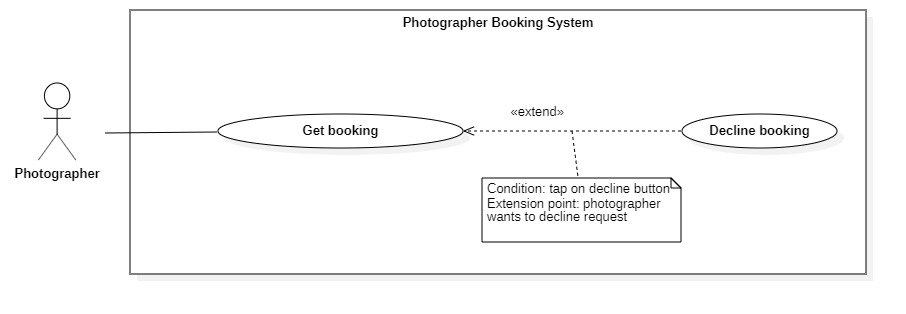 Photographer Booking System
«extend»
Get booking
Decline booking
Photographer
Condition: tap on decline button
Extension point: photographer
wants to decline request